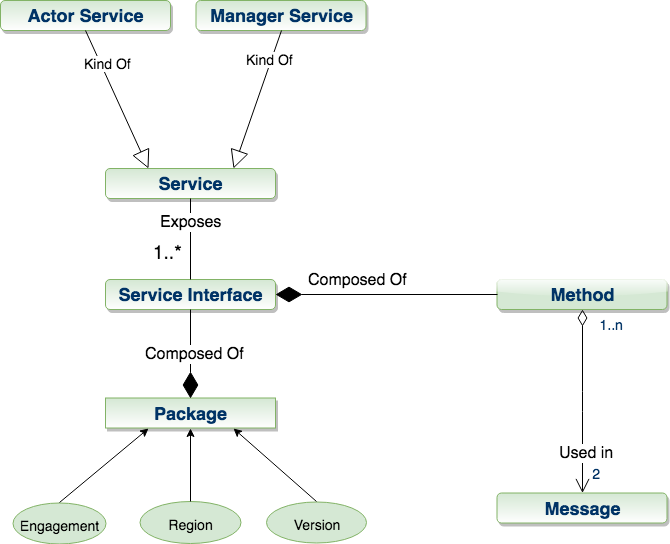 Actor Service
Manager Service
Kind Of
Kind Of
Service
Exposes
1..*
Service Interface
Composed Of
Method
1..n
Composed Of
Package
Used in
2
Engagement
Region
Version
Message